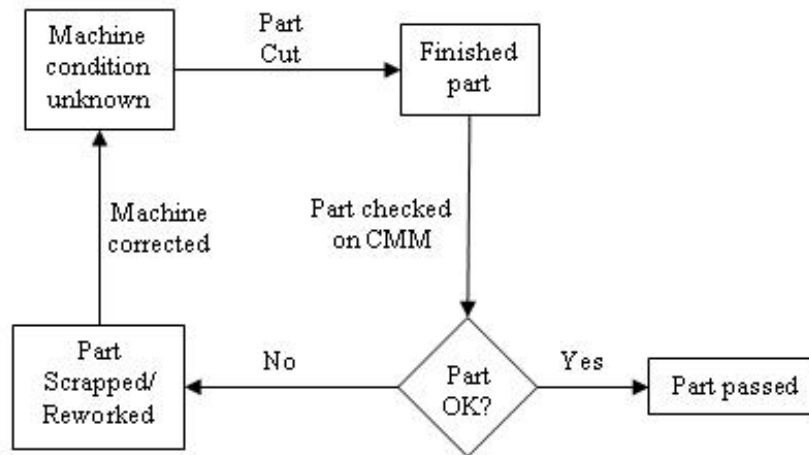 Machine
condition
unknown
Part
Cut
Finished
part
Part checked
on CMM
Part
OK?
Yes
Part passed
No
Part
Scrapped/
Reworked
Machine
corrected